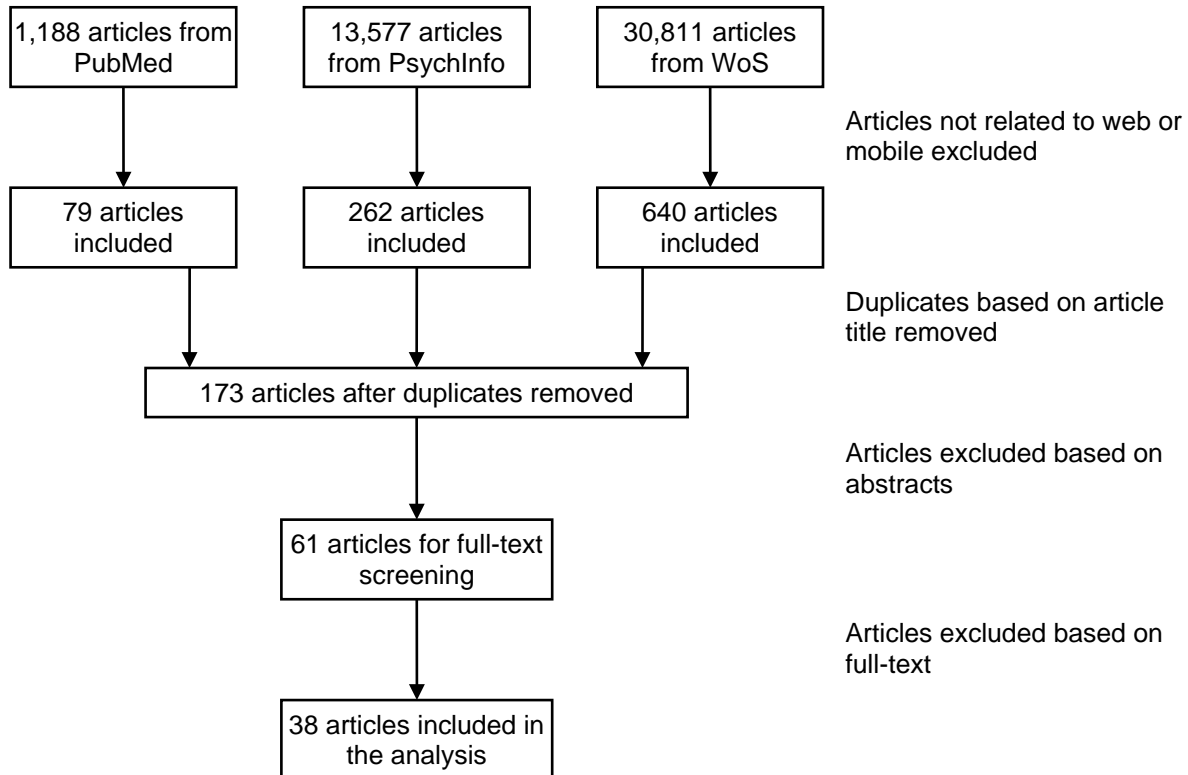 1,188 articles from
PubMed
13,577 articles
from PsychInfo
30,811 articles
from WoS
Articles not related to web or
mobile excluded
79 articles
included
262 articles
included
640 articles
included
Duplicates based on article
title removed
173 articles after duplicates removed
Articles excluded based on
abstracts
61 articles for full-text
screening
Articles excluded based on
full-text
38 articles included in
the analysis